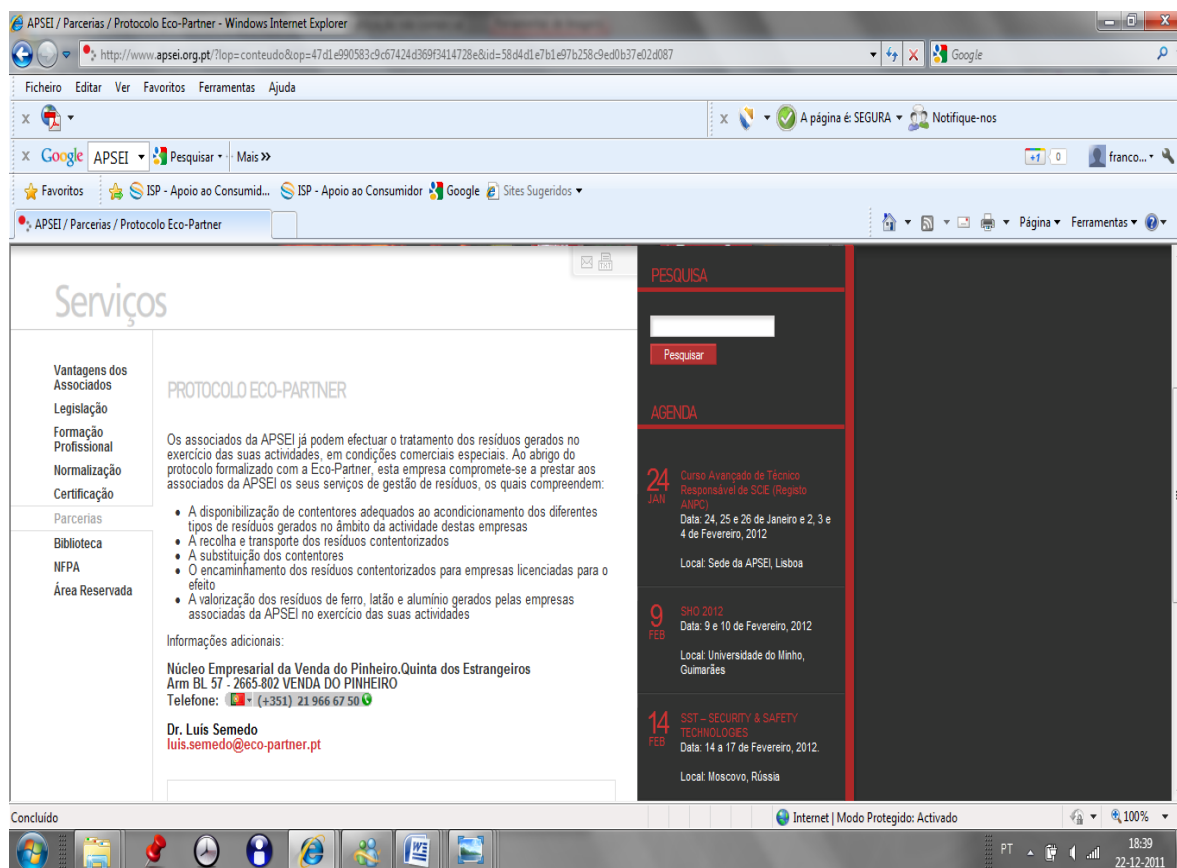 APSEI / Parcerias / Protocolo Eco-Partner - Windows Internet Explorer
http://www.apsei.org.pt/?lop=conteudo&op=47d1e990583c9c67424d369f3414728e&id=58d4d1e7b1e97b258c9ed0b37e02d087
Google
Ficheiro Editar Ver Favoritos Ferramentas Ajuda
x
x A página é: SEGURA Notifique-nos
x Google APSEI Pesquisar Mais »
+1 0 franco...
Favoritos ISP - Apoio ao Consumid... ISP - Apoio ao Consumidor Google Sites Sugeridos
APSEI / Parcerias / Protocolo Eco-Partner
Página Ferramentas
Serviços
Vantagens dos
Associados
Legislação
Formação
Profissional
Normalização
Certificação
Parcerias
Biblioteca
NFPA
Área Reservada
PROTOCOLO ECO-PARTNER
Os associados da APSEI já podem efectuar o tratamento dos resíduos gerados no
exercício das suas actividades, em condições comerciais especiais. Ao abrigo do
protocolo formalizado com a Eco-Partner, esta empresa compromete-se a prestar aos
associados da APSEI os seus serviços de gestão de resíduos, os quais compreendem:
• A disponibilização de contentores adequados ao acondicionamento dos diferentes
tipos de resíduos gerados no âmbito da actividade destas empresas
• A recolha e transporte dos resíduos contentorizados
• A substituição dos contentores
• O encaminhamento dos resíduos contentorizados para empresas licenciadas para o
efeito
• A valorização dos resíduos de ferro, latão e alumínio gerados pelas empresas
associadas da APSEI no exercício das suas actividades
Informações adicionais:
Núcleo Empresarial da Venda do Pinheiro.Quinta dos Estrangeiros
Arm BL 57 - 2665-802 VENDA DO PINHEIRO
Telefone: (+351) 21 966 67 50
Dr. Luís Semedo
luis.semedo@eco-partner.pt
PESQUISA
Pesquisar
AGENDA
24
JAN
Curso Avançado de Técnico
Responsável de SCIE (Registo
ANPC)
Data: 24, 25 e 26 de Janeiro e 2, 3 e
4 de Fevereiro, 2012
Local: Sede da APSEI, Lisboa
9
FEB
SHO 2012
Data: 9 e 10 de Fevereiro, 2012
Local: Universidade do Minho,
Guimarães
14
FEB
SST – SECURITY & SAFETY
TECHNOLOGIES
Data: 14 a 17 de Fevereiro, 2012.
Local: Moscovo, Rússia
Concluído
Internet | Modo Protegido: Activado
100%
PT
18:39
22-12-2011